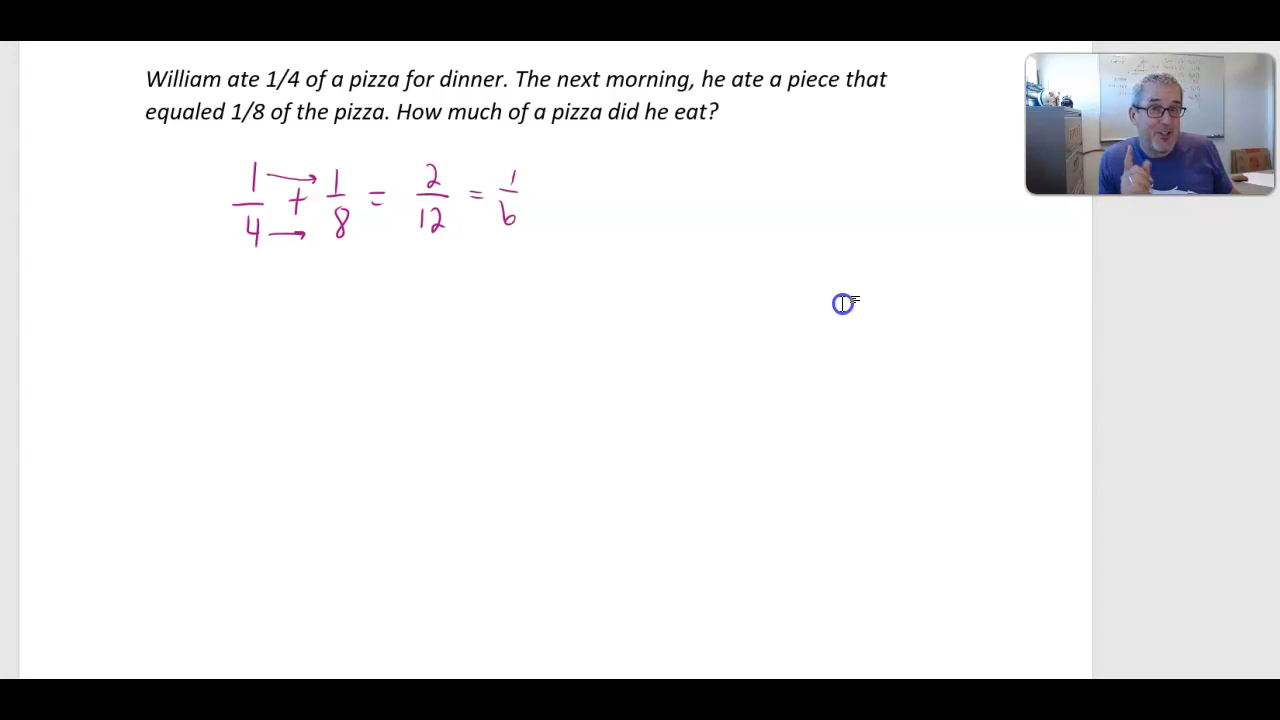 William ate 1/4 of a pizza for dinner. The next morning, he ate a piece that
equaled 1/8 of the pizza. How much of a pizza did he eat?
1/4 + 1/8 = 2/12 = 1/6